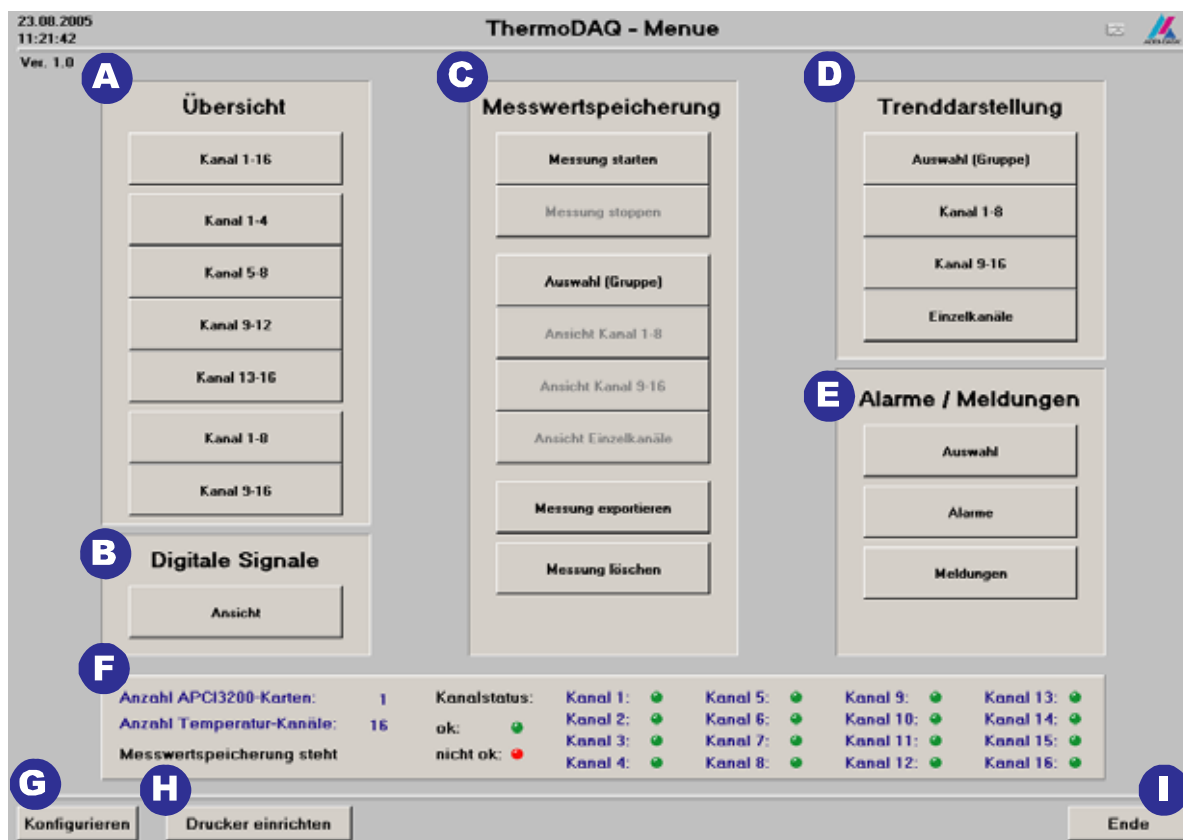 23.08.2005
11:21:42
ThermoDAQ - Menue
Ver. 1.0
A
Übersicht
Kanal 1-16
Kanal 1-4
Kanal 5-8
Kanal 9-12
Kanal 13-16
Kanal 1-8
Kanal 9-16
B
Digitale Signale
Ansicht
C
Messwertspeicherung
Messung starten
Messung stoppen
Auswahl (Gruppe)
Ansicht Kanal 1-8
Ansicht Kanal 9-16
Ansicht Einzelkanäle
Messung exportieren
Messung löschen
D
Trenddarstellung
Auswahl (Gruppe)
Kanal 1-8
Kanal 9-16
Einzelkanäle
E
Alarme / Meldungen
Auswahl
Alarme
Meldungen
F
Anzahl APCI3200-Karten: 1
Anzahl Temperatur-Kanäle: 16
Messwertspeicherung steht
Kanalstatus:
ok:
nicht ok:
Kanal 1:
Kanal 2:
Kanal 3:
Kanal 4:
Kanal 5:
Kanal 6:
Kanal 7:
Kanal 8:
Kanal 9:
Kanal 10:
Kanal 11:
Kanal 12:
Kanal 13:
Kanal 14:
Kanal 15:
Kanal 16:
G
Konfigurieren
H
Drucker einrichten
I
Ende